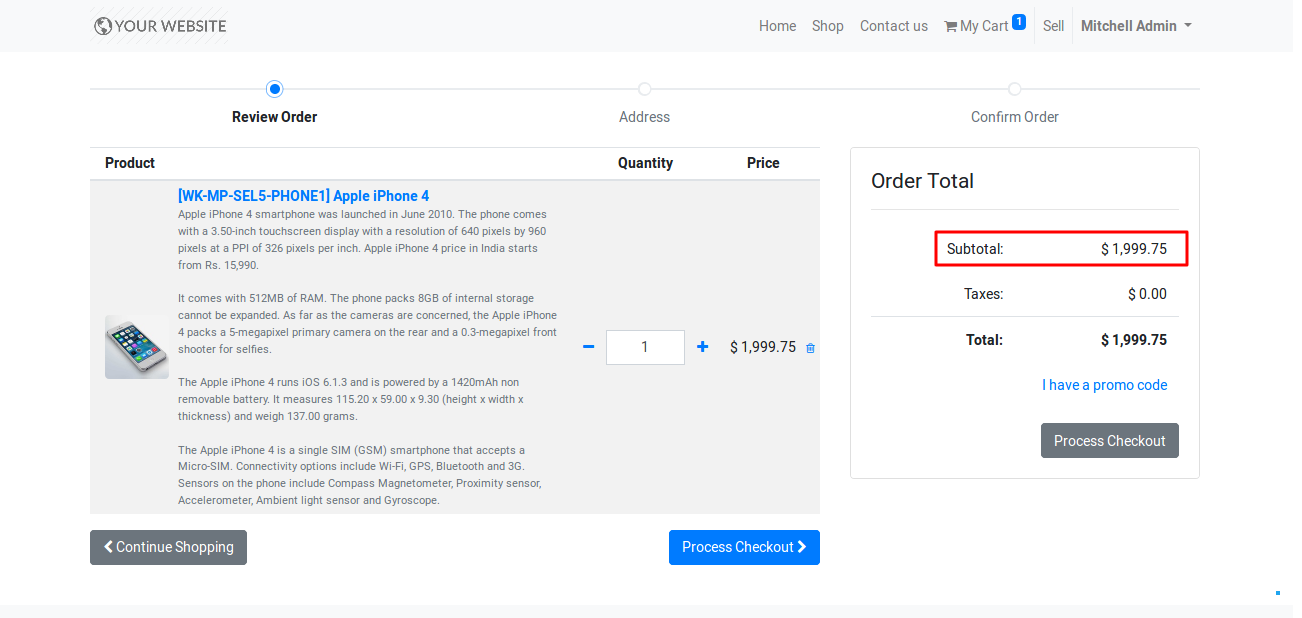 YOUR WEBSITE
Home Shop Contact us My Cart 1 Sell Mitchell Admin
Review Order Address Confirm Order
Product Quantity Price
[WK-MP-SEL5-PHONE1] Apple iPhone 4
Apple iPhone 4 smartphone was launched in June 2010. The phone comes
with a 3.50-inch touchscreen display with a resolution of 640 pixels by 960
pixels at a PPI of 326 pixels per inch. Apple iPhone 4 price in India starts
from Rs. 15,990.
It comes with 512MB of RAM. The phone packs 8GB of internal storage
cannot be expanded. As far as the cameras are concerned, the Apple iPhone
4 packs a 5-megapixel primary camera on the rear and a 0.3-megapixel front
shooter for selfies.
The Apple iPhone 4 runs iOS 6.1.3 and is powered by a 1420mAh non
removable battery. It measures 115.20 x 59.00 x 9.30 (height x width x
thickness) and weigh 137.00 grams.
The Apple iPhone 4 is a single SIM (GSM) smartphone that accepts a
Micro-SIM. Connectivity options include Wi-Fi, GPS, Bluetooth and 3G.
Sensors on the phone include Compass Magnetometer, Proximity sensor,
Accelerometer, Ambient light sensor and Gyroscope.
1 $ 1,999.75
Continue Shopping
Process Checkout
Order Total
Subtotal: $ 1,999.75
Taxes: $ 0.00
Total: $ 1,999.75
I have a promo code
Process Checkout